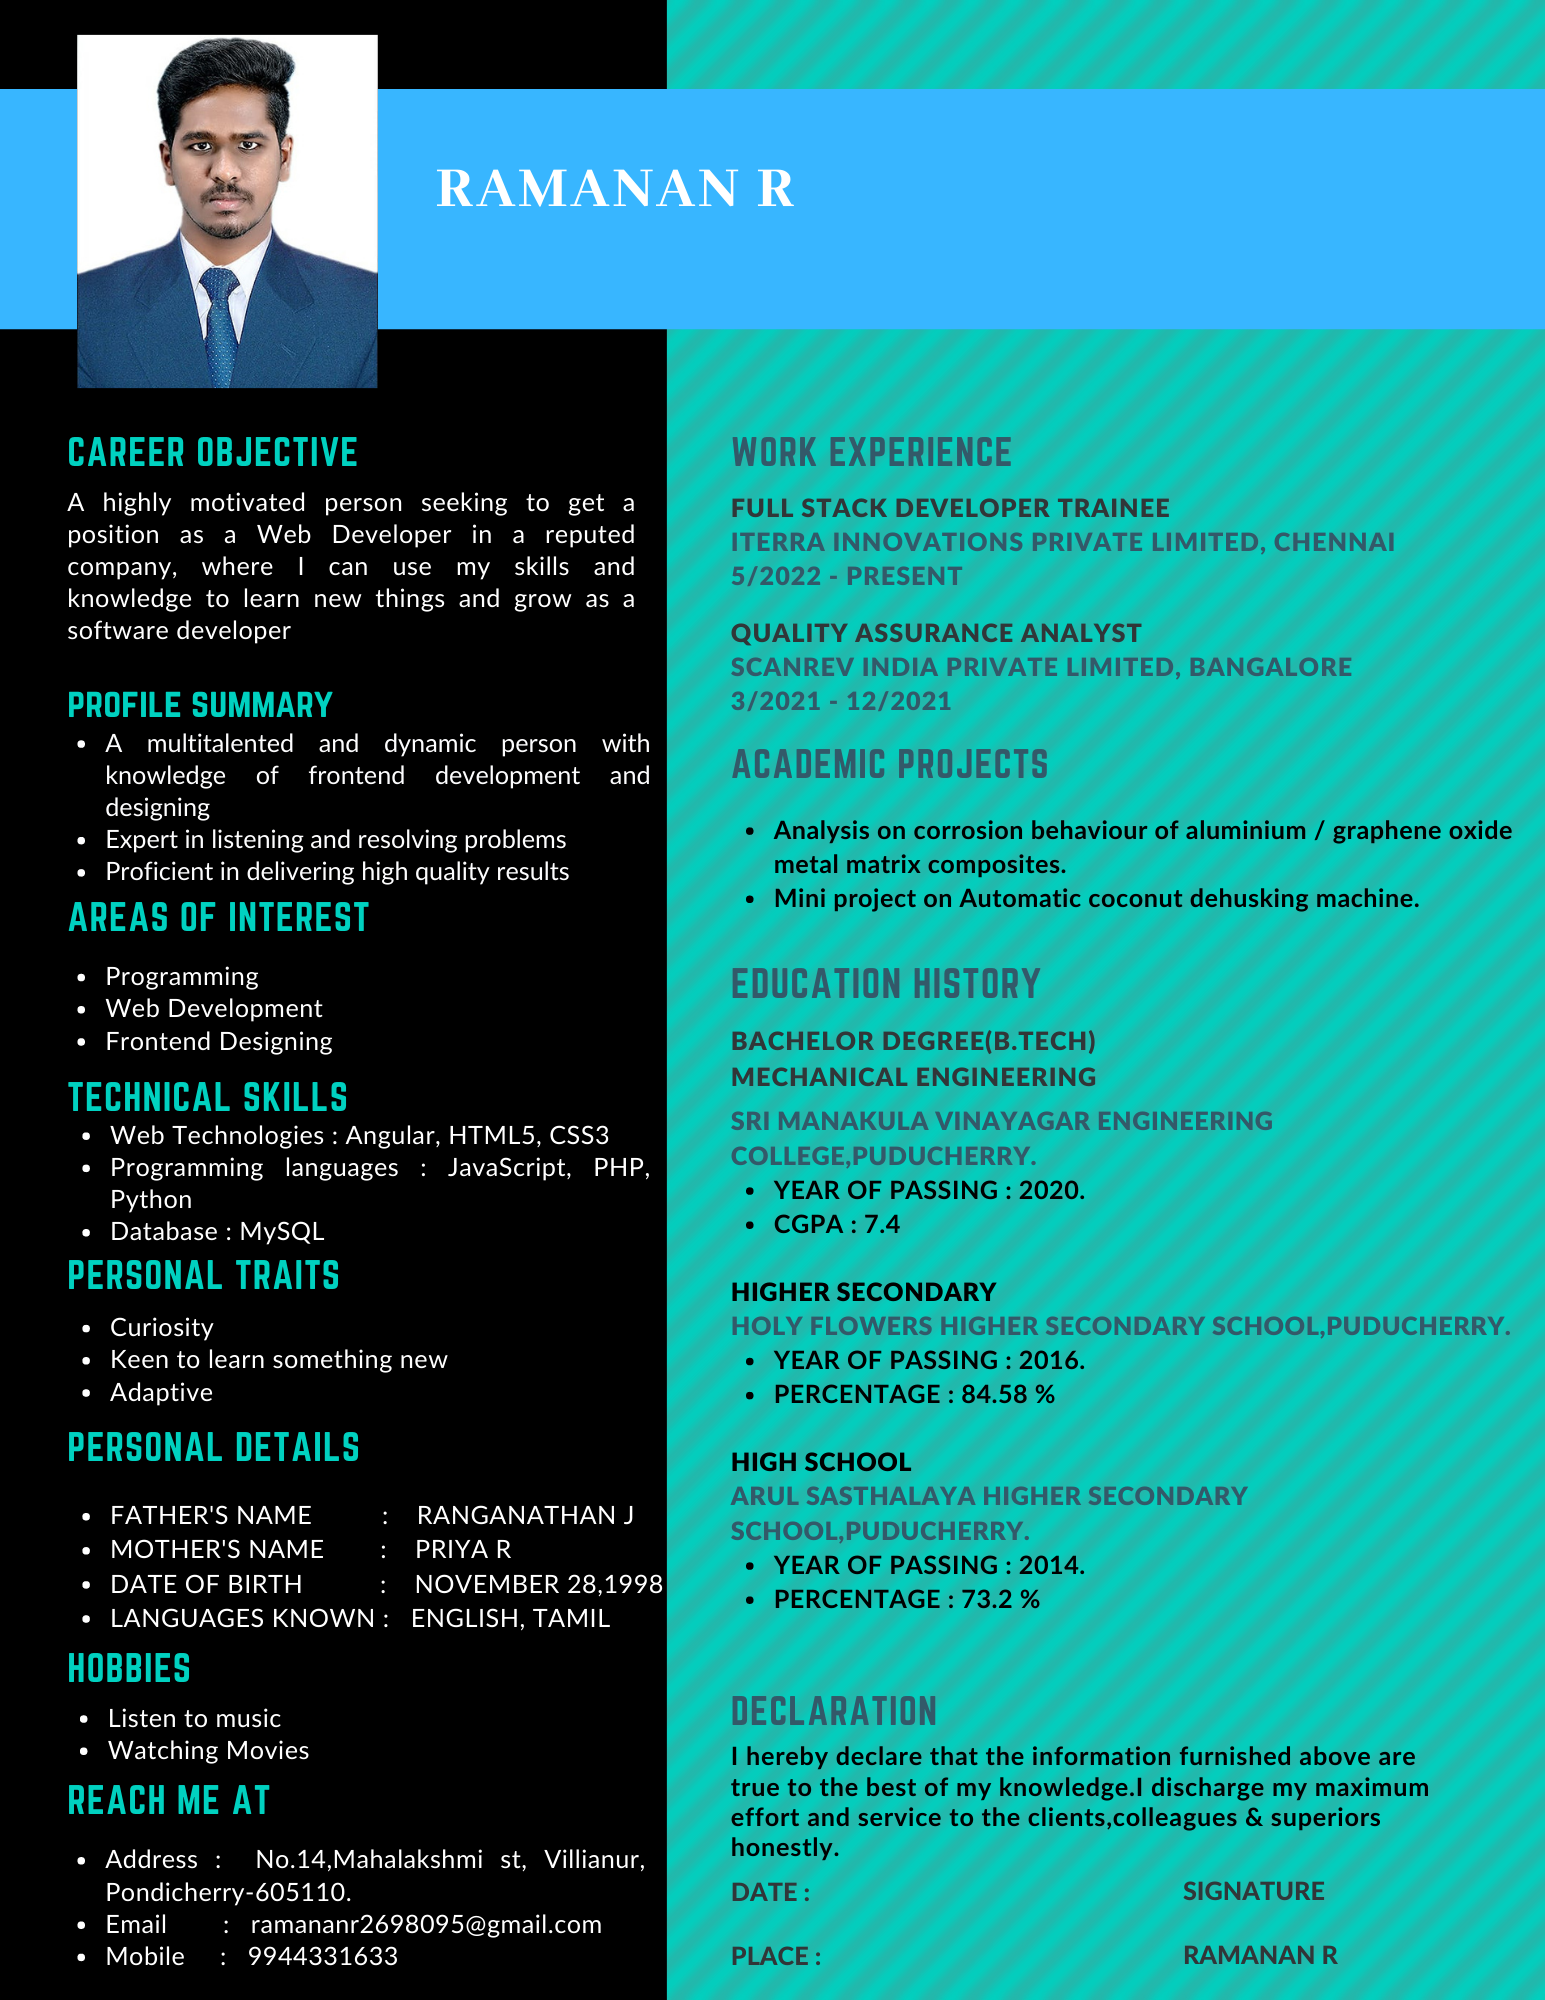 RAMANAN R
CAREER OBJECTIVE
A highly motivated person seeking to get a
position as a Web Developer in a reputed
company, where I can use my skills and
knowledge to learn new things and grow as a
software developer
PROFILE SUMMARY
• A multitalented and dynamic person with
knowledge of frontend development and
designing
• Expert in listening and resolving problems
• Proficient in delivering high quality results
AREAS OF INTEREST
• Programming
• Web Development
• Frontend Designing
TECHNICAL SKILLS
• Web Technologies : Angular, HTML5, CSS3
• Programming languages : JavaScript, PHP,
Python
• Database : MySQL
PERSONAL TRAITS
• Curiosity
• Keen to learn something new
• Adaptive
PERSONAL DETAILS
• FATHER'S NAME : RANGANATHAN J
• MOTHER'S NAME : PRIYA R
• DATE OF BIRTH : NOVEMBER 28,1998
• LANGUAGES KNOWN : ENGLISH, TAMIL
HOBBIES
• Listen to music
• Watching Movies
REACH ME AT
• Address : No.14,Mahalakshmi st, Villianur,
Pondicherry-605110.
• Email : ramananr2698095@gmail.com
• Mobile : 9944331633
WORK EXPERIENCE
FULL STACK DEVELOPER TRAINEE
ITERRA INNOVATIONS PRIVATE LIMITED, CHENNAI
5/2022 - PRESENT
QUALITY ASSURANCE ANALYST
SCANREV INDIA PRIVATE LIMITED, BANGALORE
3/2021 - 12/2021
ACADEMIC PROJECTS
• Analysis on corrosion behaviour of aluminium / graphene oxide
metal matrix composites.
• Mini project on Automatic coconut dehusking machine.
EDUCATION HISTORY
BACHELOR DEGREE(B.TECH)
MECHANICAL ENGINEERING
SRI MANAKULA VINAYAGAR ENGINEERING
COLLEGE,PUDUCHERRY.
• YEAR OF PASSING : 2020.
• CGPA : 7.4
HIGHER SECONDARY
HOLY FLOWERS HIGHER SECONDARY SCHOOL,PUDUCHERRY.
• YEAR OF PASSING : 2016.
• PERCENTAGE : 84.58 %
HIGH SCHOOL
ARUL SASTHALAYA HIGHER SECONDARY
SCHOOL,PUDUCHERRY.
• YEAR OF PASSING : 2014.
• PERCENTAGE : 73.2 %
DECLARATION
I hereby declare that the information furnished above are
true to the best of my knowledge.I discharge my maximum
effort and service to the clients,colleagues & superiors
honestly.
DATE : SIGNATURE
PLACE : RAMANAN R